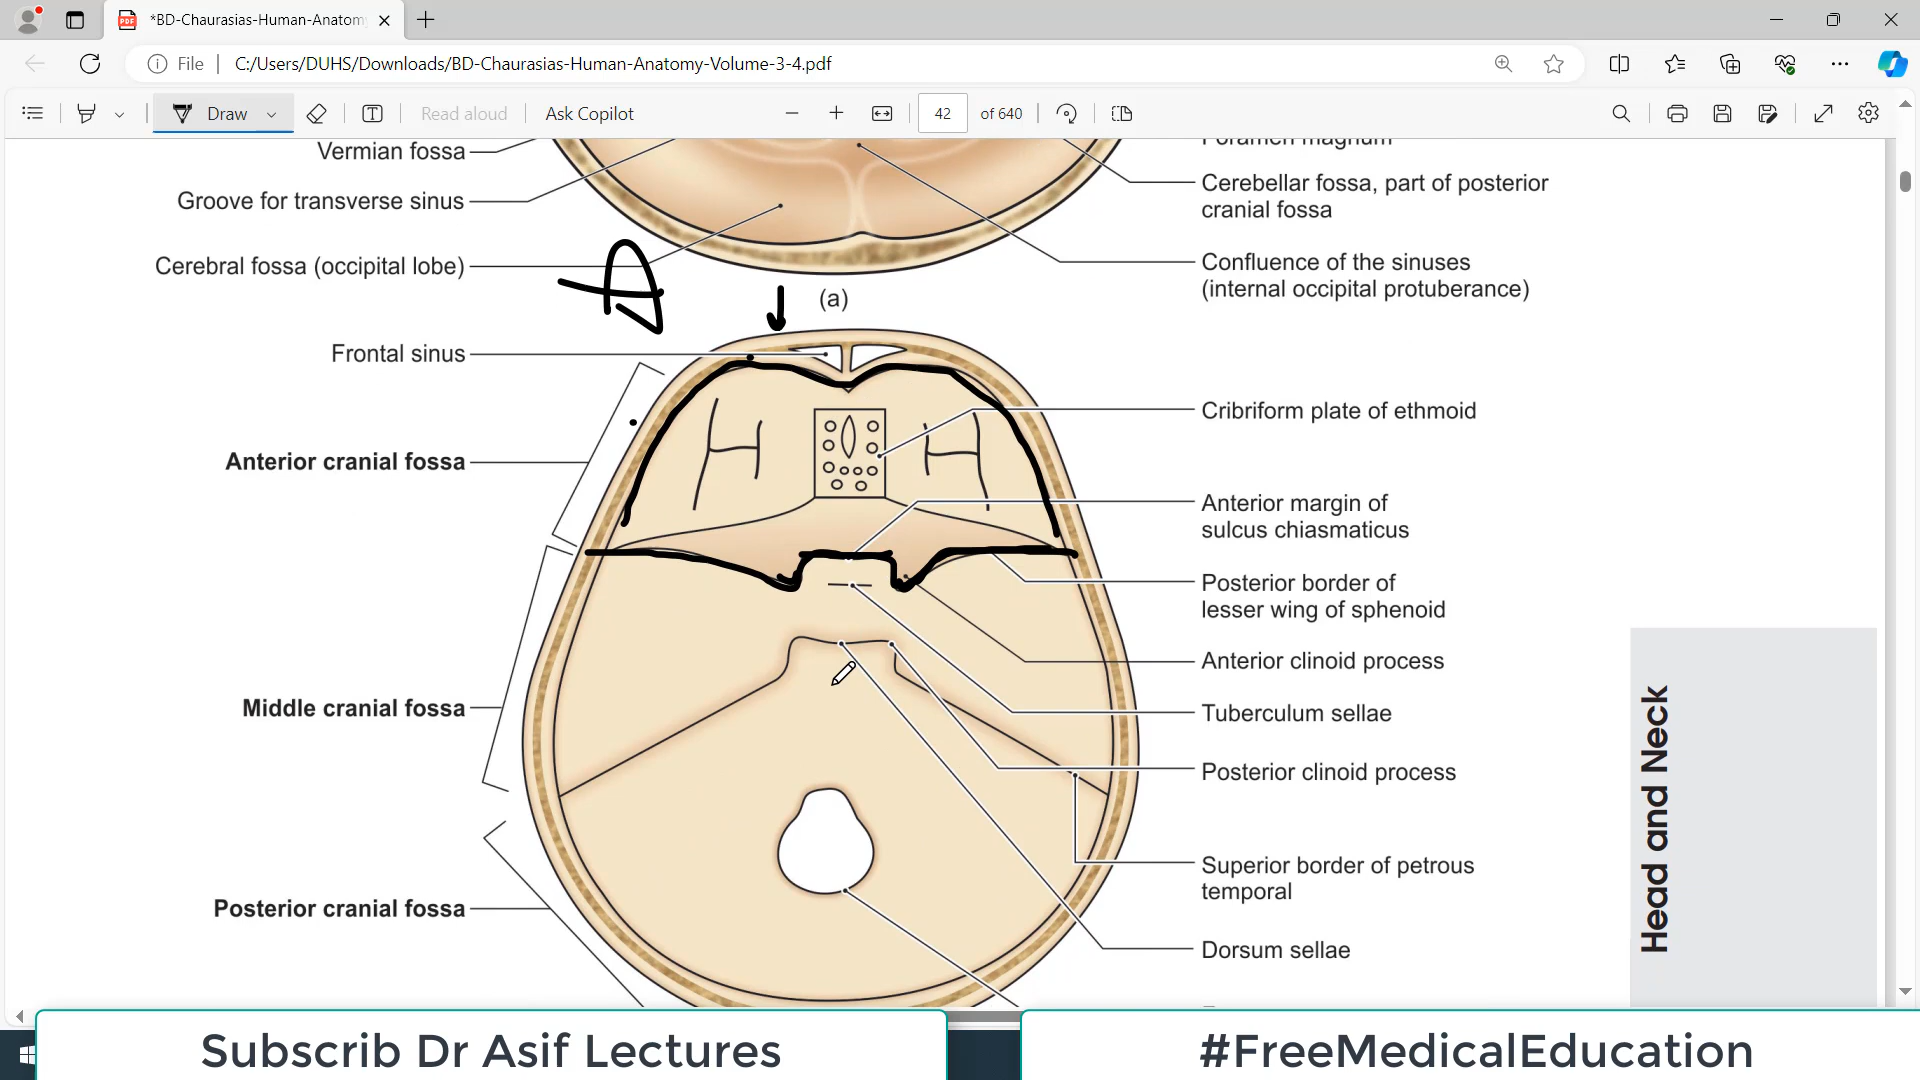 *BD-Chaurasias-Human-Anatom
File
C:/Users/DUHS/Downloads/BD-Chaurasias-Human-Anatomy-Volume-3-4.pdf
Draw
Read aloud
Ask Copilot
42
of 640
Vermian fossa
Groove for transverse sinus
Cerebral fossa (occipital lobe)
Foramen magnum
Cerebellar fossa, part of posterior
cranial fossa
Confluence of the sinuses
(internal occipital protuberance)
A
(a)
Frontal sinus
Anterior cranial fossa
Middle cranial fossa
Posterior cranial fossa
H
H
Cribriform plate of ethmoid
Anterior margin of
sulcus chiasmaticus
Posterior border of
lesser wing of sphenoid
Anterior clinoid process
Tuberculum sellae
Posterior clinoid process
Superior border of petrous
temporal
Dorsum sellae
Head and Neck
Subscrib Dr Asif Lectures
#FreeMedicalEducation